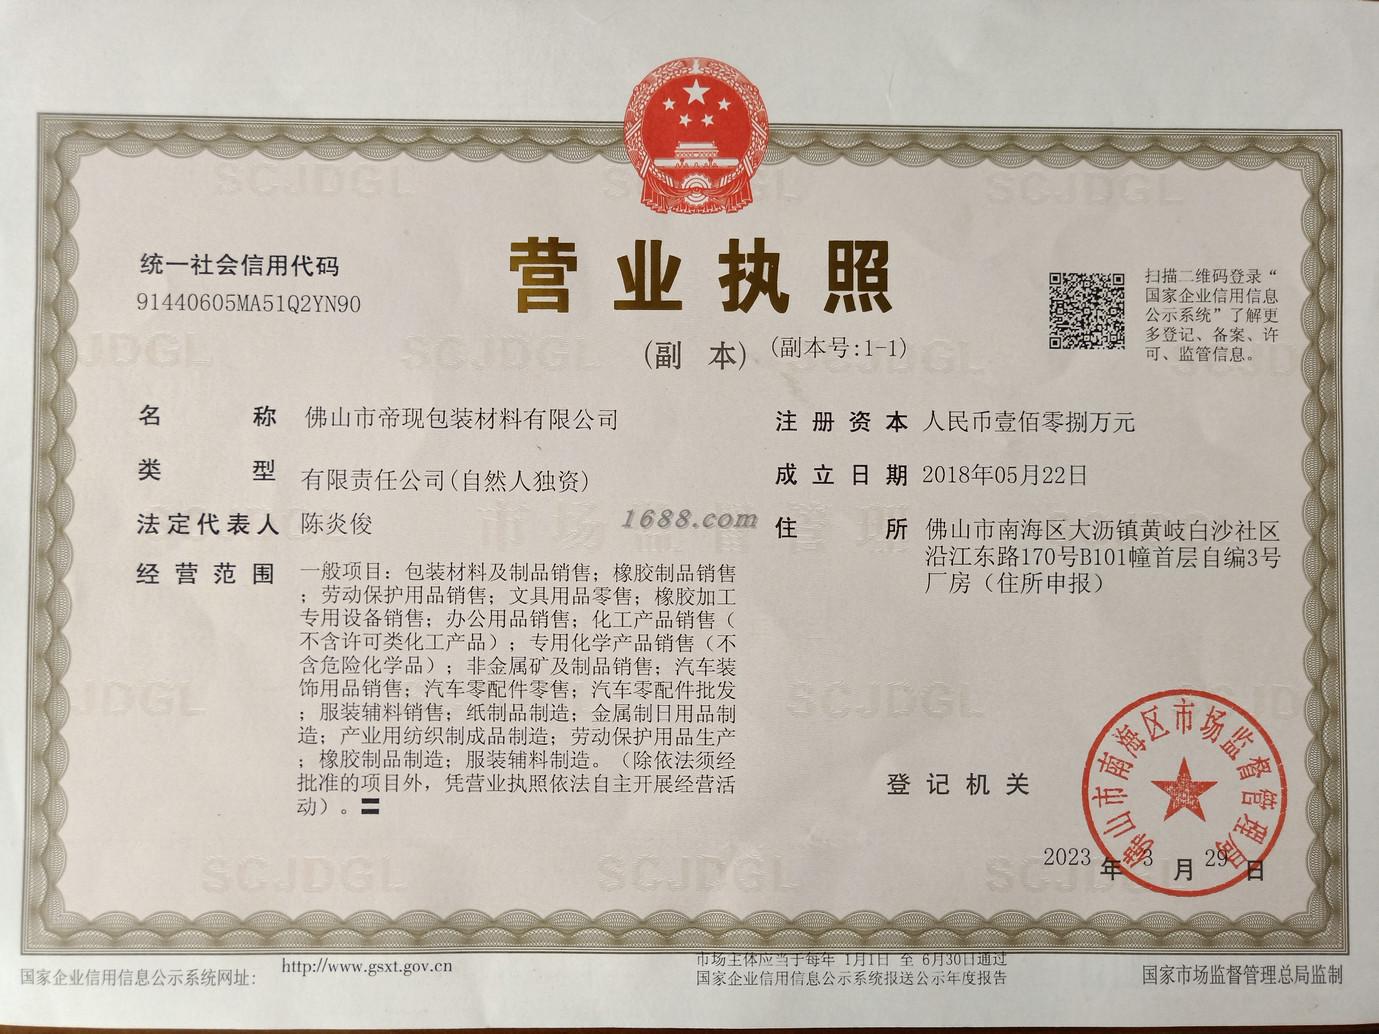 营业执照
(副 本) (副本号:1-1)
统一社会信用代码
91440605MA51Q2YN90
扫描二维码登录“
国家企业信用信息
公示系统”了解更
多登记、备案、许
可、监管信息。
名 称 佛山市帝现包装材料有限公司
类 型 有限责任公司(自然人独资)
法定代表人 陈炎俊
经营范围 一般项目：包装材料及制品销售；橡胶制品销售
；劳动保护用品销售；文具用品零售；橡胶加工
专用设备销售；办公用品销售；化工产品销售（
不含许可类化工产品）；专用化学产品销售（不
含危险化学品）；非金属矿及制品销售；汽车装
饰用品销售；汽车零配件零售；汽车零配件批发
；服装辅料销售；纸制品制造；金属制日用品制
造；产业用纺织制成品制造；劳动保护用品生产
；橡胶制品制造；服装辅料制造。（除依法须经
批准的项目外，凭营业执照依法自主开展经营活
动）。
注册资本 人民币壹佰零捌万元
成立日期 2018年05月22日
住 所 佛山市南海区大沥镇黄岐白沙社区
沿江东路170号B101幢首层自编3号
厂房（住所申报）
1688.com
登记机关
佛山市南海区市场监督管理局
2023 年 3 月 29 日
国家企业信用信息公示系统网址: http://www.gsxt.gov.cn
市场主体应当于每年 1月1日 至 6月30日通过
国家企业信用信息公示系统报送公示年度报告
国家市场监督管理总局监制
SCJDGL
SCJDGL
SCJDGL
JDGL
SCJDGL
SCJDGL
市场监督管理
JDGL
SCJDGL
SCJDGL
SCJDGL
SCJDGL
SCJDGL